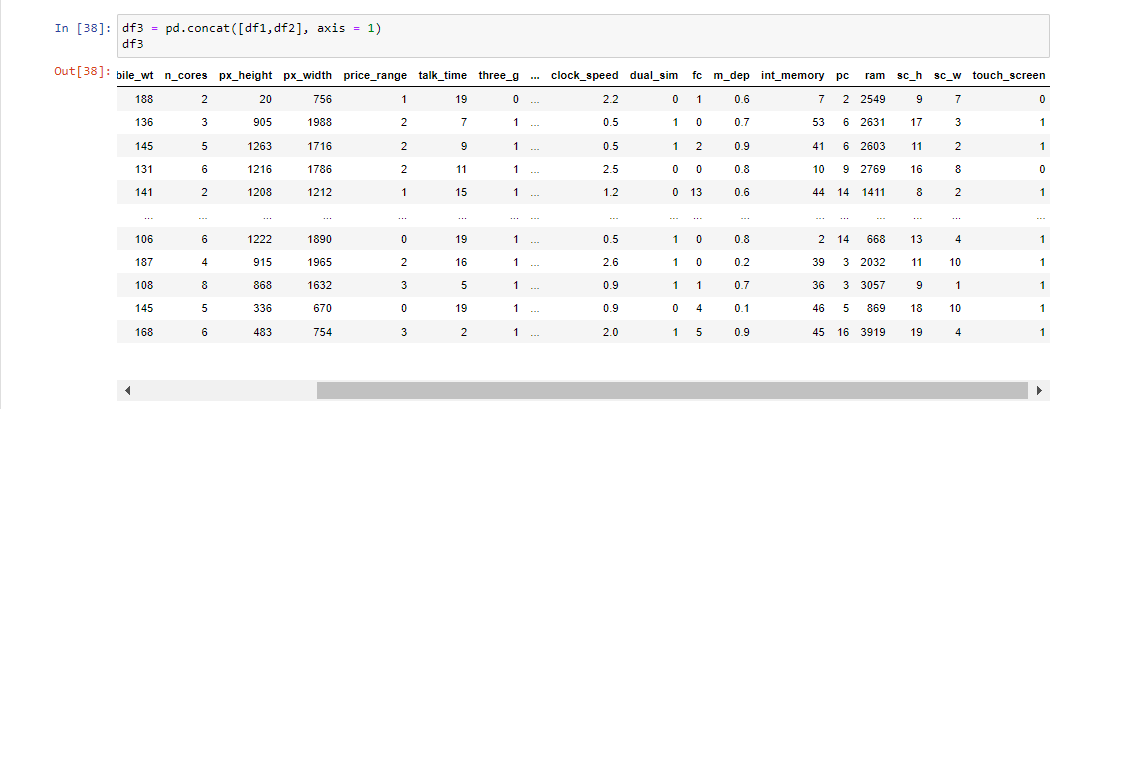 In [38]: df3 = pd.concat([df1,df2], axis = 1)
df3
Out[38]:
bile_wt n_cores px_height px_width price_range talk_time three_g ... clock_speed dual_sim fc m_dep int_memory pc ram sc_h sc_w touch_screen
188 2 20 756 1 19 0 ... 2.2 0 1 0.6 7 2 2549 9 7 0
136 3 905 1988 2 7 1 ... 0.5 1 0 0.7 53 6 2631 17 3 1
145 5 1263 1716 2 9 1 ... 0.5 1 2 0.9 41 6 2603 11 2 1
131 6 1216 1786 2 11 1 ... 2.5 0 0 0.8 10 9 2769 16 8 0
141 2 1208 1212 1 15 1 ... 1.2 0 13 0.6 44 14 1411 8 2 1
... ... ... ... ... ... ... ... ... ... ... ... ... ... ... ... ... ...
106 6 1222 1890 0 19 1 ... 0.5 1 0 0.8 2 14 668 13 4 1
187 4 915 1965 2 16 1 ... 2.6 1 0 0.2 39 3 2032 11 10 1
108 8 868 1632 3 5 1 ... 0.9 1 1 0.7 36 3 3057 9 1 1
145 5 336 670 0 19 1 ... 0.9 0 4 0.1 46 5 869 18 10 1
168 6 483 754 3 2 1 ... 2.0 1 5 0.9 45 16 3919 19 4 1